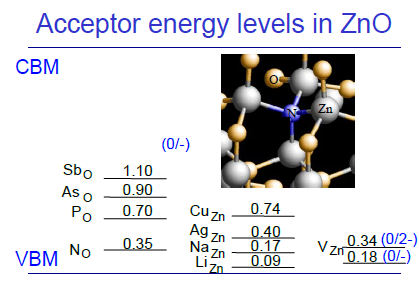 Acceptor energy levels in ZnO
CBM
O
N
Zn
(0/-)
SbO 1.10
AsO 0.90
PO 0.70
NO 0.35
CuZn 0.74
AgZn 0.40
NaZn 0.17
LiZn 0.09
VZn 0.34 (0/2-)
0.18 (0/-)
VBM